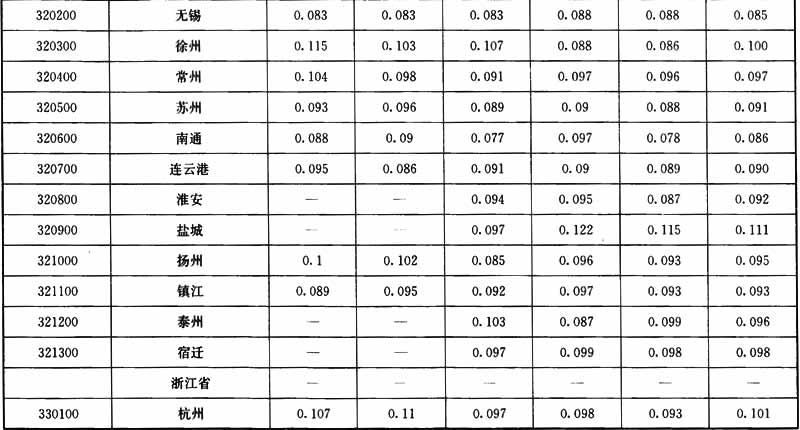 320200 无锡 0.083 0.083 0.083 0.088 0.088 0.085
320300 徐州 0.115 0.103 0.107 0.088 0.086 0.100
320400 常州 0.104 0.098 0.091 0.097 0.096 0.097
320500 苏州 0.093 0.096 0.089 0.09 0.088 0.091
320600 南通 0.088 0.09 0.077 0.097 0.078 0.086
320700 连云港 0.095 0.086 0.091 0.09 0.089 0.090
320800 淮安 — — 0.094 0.095 0.087 0.092
320900 盐城 — — 0.097 0.122 0.115 0.111
321000 扬州 0.1 0.102 0.085 0.096 0.093 0.095
321100 镇江 0.089 0.095 0.092 0.097 0.093 0.093
321200 泰州 — — 0.103 0.087 0.099 0.096
321300 宿迁 — — 0.097 0.099 0.098 0.098
浙江省 — — — — — —
330100 杭州 0.107 0.11 0.097 0.098 0.093 0.101